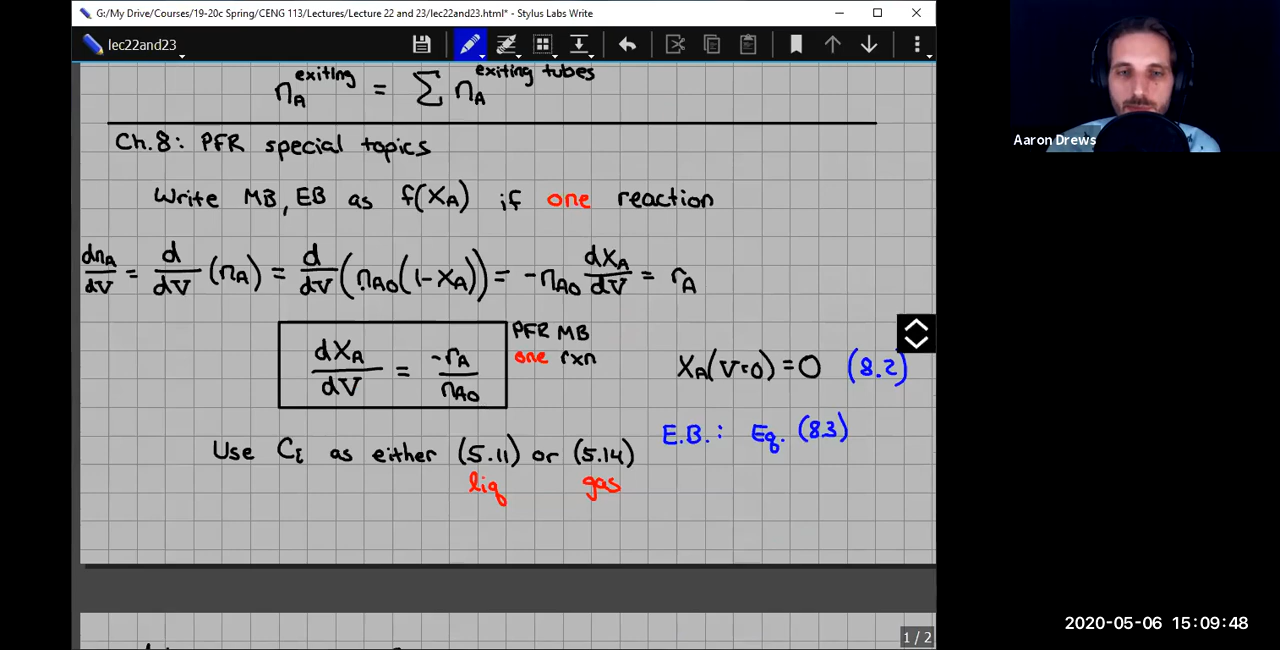 G:/My Drive/Courses/19-20c Spring/CENG 113/Lectures/Lecture 22 and 23/lec22and23.html* - Stylus Labs Write
lec22and23
n_A^exiting = Σ n_A^exiting tubes
Ch.8: PFR special topics
Write MB, EB as f(X_A) if one reaction
dn_A/dV = d/dV (n_A) = d/dV (n_A0(1-X_A)) = -n_A0 dX_A/dV = r_A
dX_A/dV = -r_A/n_A0
PFR MB
one rxn
X_A(V=0) = 0 (8.2)
E.B.: Eq. (8.3)
Use C_i as either (5.11) or (5.14)
liq gas
1 / 2
Aaron Drews
2020-05-06 15:09:48